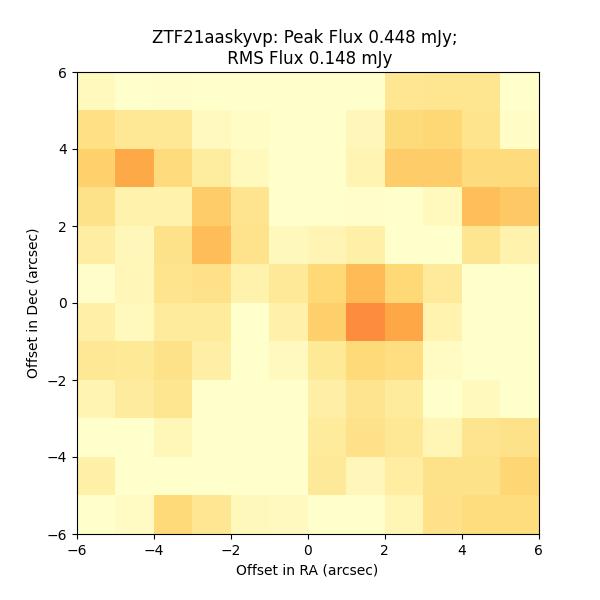 ZTF21aaskyvp: Peak Flux 0.448 mJy;
RMS Flux 0.148 mJy
6
4
2
0
−2
−4
−6
Offset in Dec (arcsec)
−6 −4 −2 0 2 4 6
Offset in RA (arcsec)